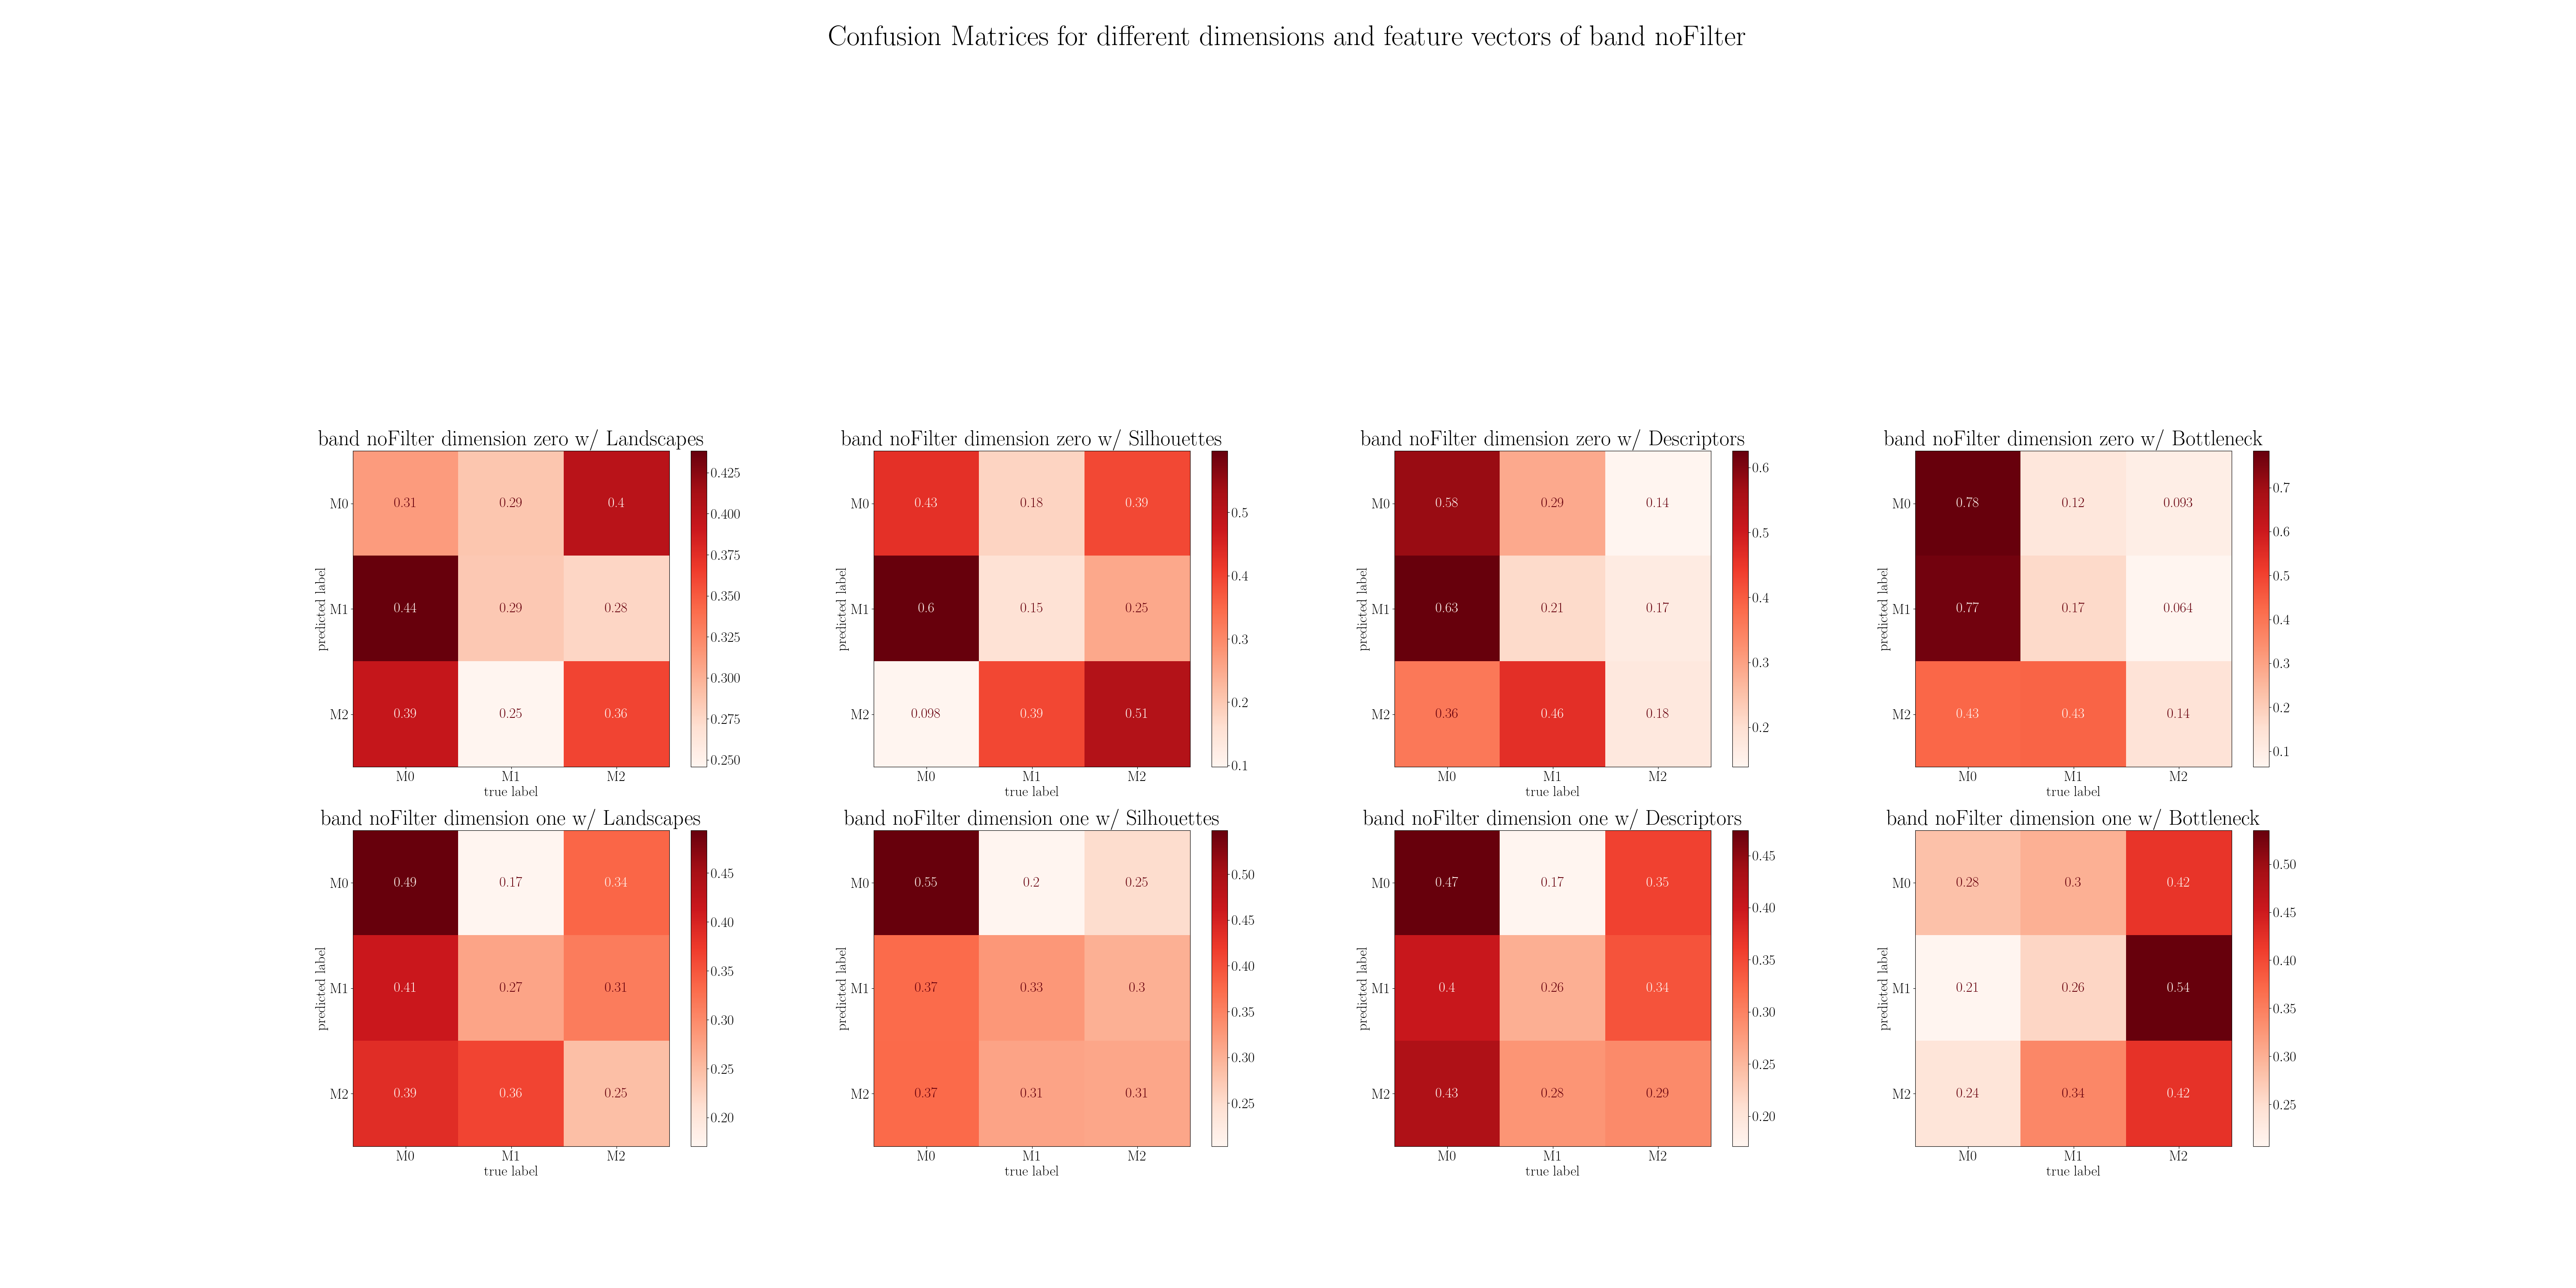 Confusion Matrices for different dimensions and feature vectors of band noFilter
band noFilter dimension zero w/ Landscapes
predicted label
M0 0.31 0.29 0.4
M1 0.44 0.29 0.28
M2 0.39 0.25 0.36
M0 M1 M2
true label
0.425
0.400
0.375
0.350
0.325
0.300
0.275
0.250
band noFilter dimension zero w/ Silhouettes
predicted label
M0 0.43 0.18 0.39
M1 0.6 0.15 0.25
M2 0.098 0.39 0.51
M0 M1 M2
true label
0.5
0.4
0.3
0.2
0.1
band noFilter dimension zero w/ Descriptors
predicted label
M0 0.58 0.29 0.14
M1 0.63 0.21 0.17
M2 0.36 0.46 0.18
M0 M1 M2
true label
0.6
0.5
0.4
0.3
0.2
band noFilter dimension zero w/ Bottleneck
predicted label
M0 0.78 0.12 0.093
M1 0.77 0.17 0.064
M2 0.43 0.43 0.14
M0 M1 M2
true label
0.7
0.6
0.5
0.4
0.3
0.2
0.1
band noFilter dimension one w/ Landscapes
predicted label
M0 0.49 0.17 0.34
M1 0.41 0.27 0.31
M2 0.39 0.36 0.25
M0 M1 M2
true label
0.45
0.40
0.35
0.30
0.25
0.20
band noFilter dimension one w/ Silhouettes
predicted label
M0 0.55 0.2 0.25
M1 0.37 0.33 0.3
M2 0.37 0.31 0.31
M0 M1 M2
true label
0.50
0.45
0.40
0.35
0.30
0.25
band noFilter dimension one w/ Descriptors
predicted label
M0 0.47 0.17 0.35
M1 0.4 0.26 0.34
M2 0.43 0.28 0.29
M0 M1 M2
true label
0.45
0.40
0.35
0.30
0.25
0.20
band noFilter dimension one w/ Bottleneck
predicted label
M0 0.28 0.3 0.42
M1 0.21 0.26 0.54
M2 0.24 0.34 0.42
M0 M1 M2
true label
0.50
0.45
0.40
0.35
0.30
0.25